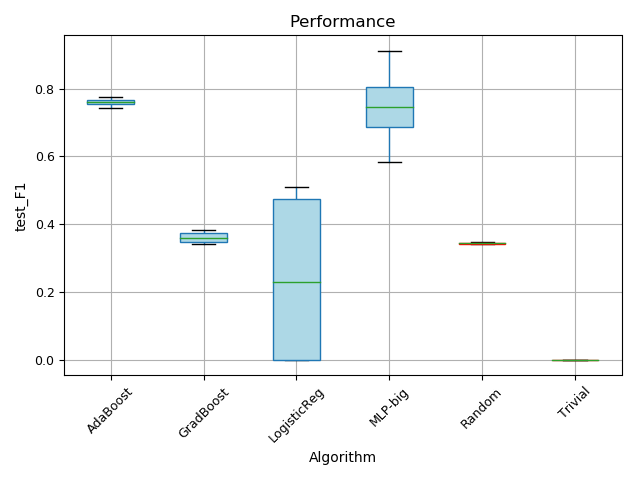 Performance
test_F1
0.8
0.6
0.4
0.2
0.0
AdaBoost
GradBoost
LogisticReg
MLP-big
Random
Trivial
Algorithm